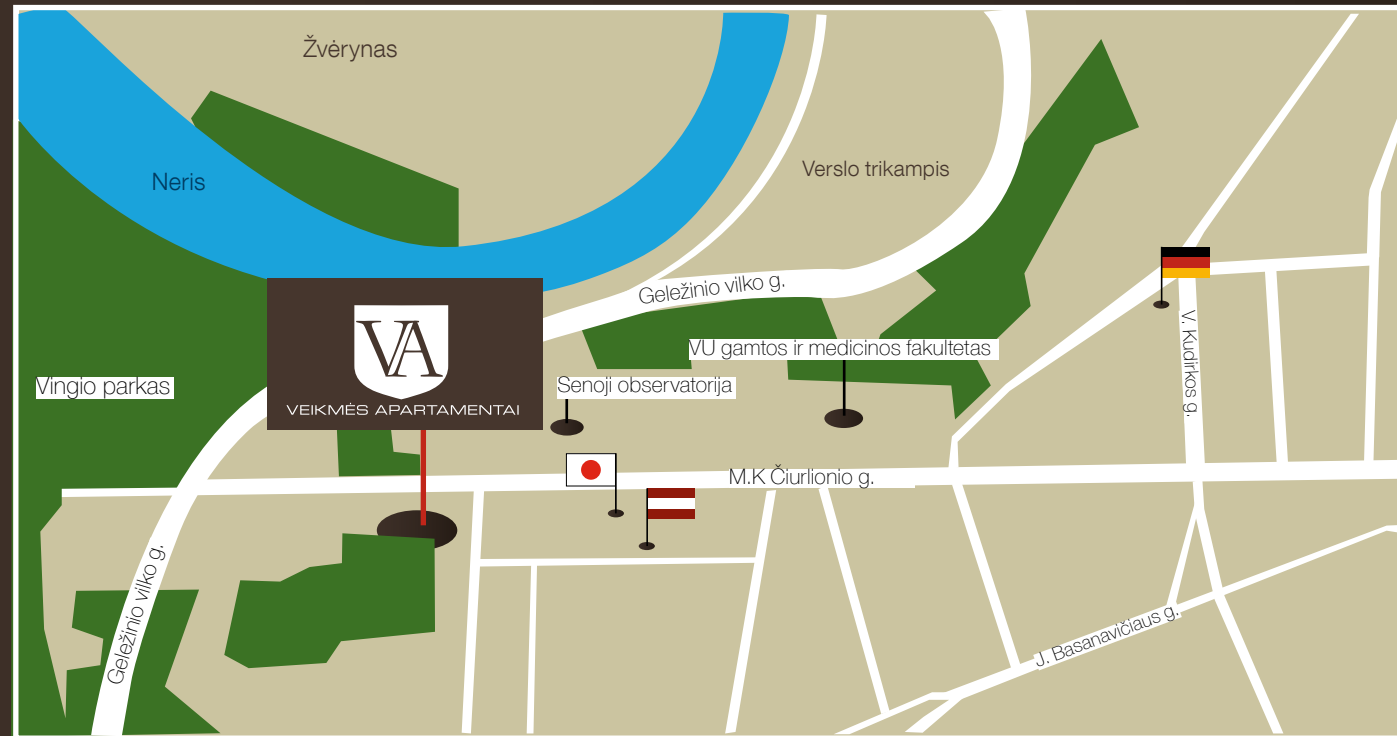 Žvėrynas
Neris
Verslo trikampis
Geležinio vilko g.
VU gamtos ir medicinos fakultetas
V. Kudirkos g.
Vingio parkas
Senoji observatorija
VA
VEIKMĖS APARTAMENTAI
M.K Čiurlionio g.
Geležinio vilko g.
J. Basanavičiaus g.